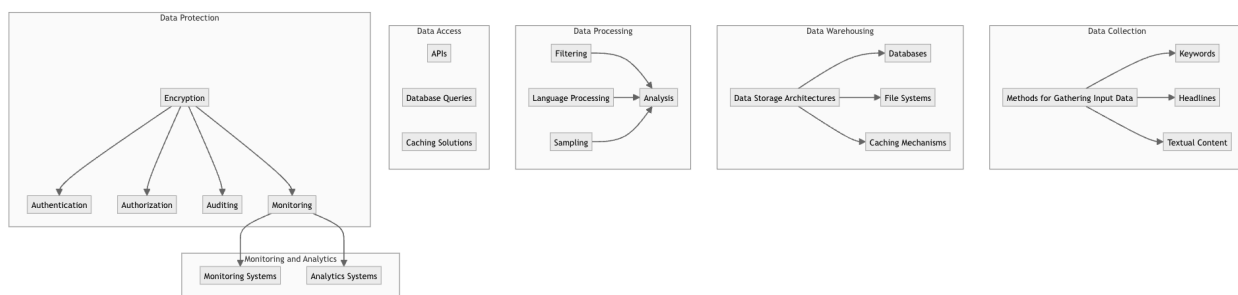 Data Protection
Encryption
Authentication
Authorization
Auditing
Monitoring
Monitoring and Analytics
Monitoring Systems
Analytics Systems
Data Access
APIs
Database Queries
Caching Solutions
Data Processing
Filtering
Language Processing
Analysis
Sampling
Data Warehousing
Databases
Data Storage Architectures
File Systems
Caching Mechanisms
Data Collection
Keywords
Methods for Gathering Input Data
Headlines
Textual Content